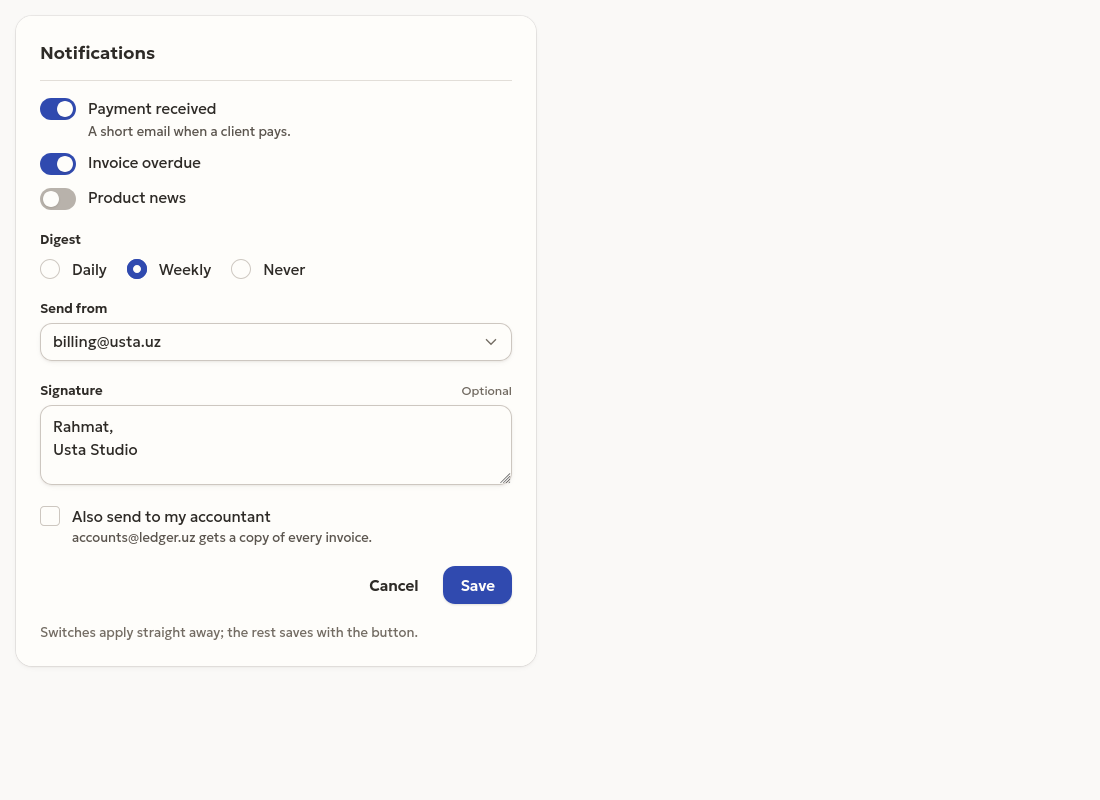 Notifications
Payment received
A short email when a client pays.
Invoice overdue
Product news
Digest
Daily
Weekly
Never
Send from
billing@usta.uz
Signature
Optional
Rahmat,
Usta Studio
Also send to my accountant
accounts@ledger.uz gets a copy of every invoice.
Cancel
Save
Switches apply straight away; the rest saves with the button.